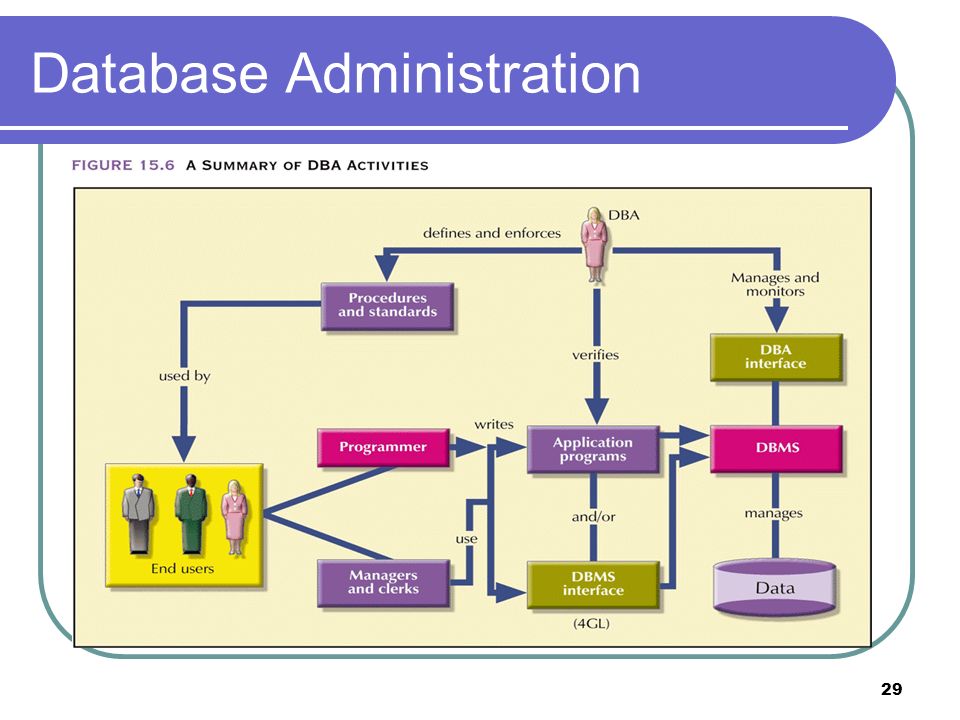 Database Administration
FIGURE 15.6 A SUMMARY OF DBA ACTIVITIES
DBA
defines and enforces
Manages and
monitors
Procedures
and standards
DBA
interface
verifies
used by
writes
Programmer
Application
programs
DBMS
and/or
manages
use
End users
Managers
and clerks
DBMS
interface
Data
(4GL)
29